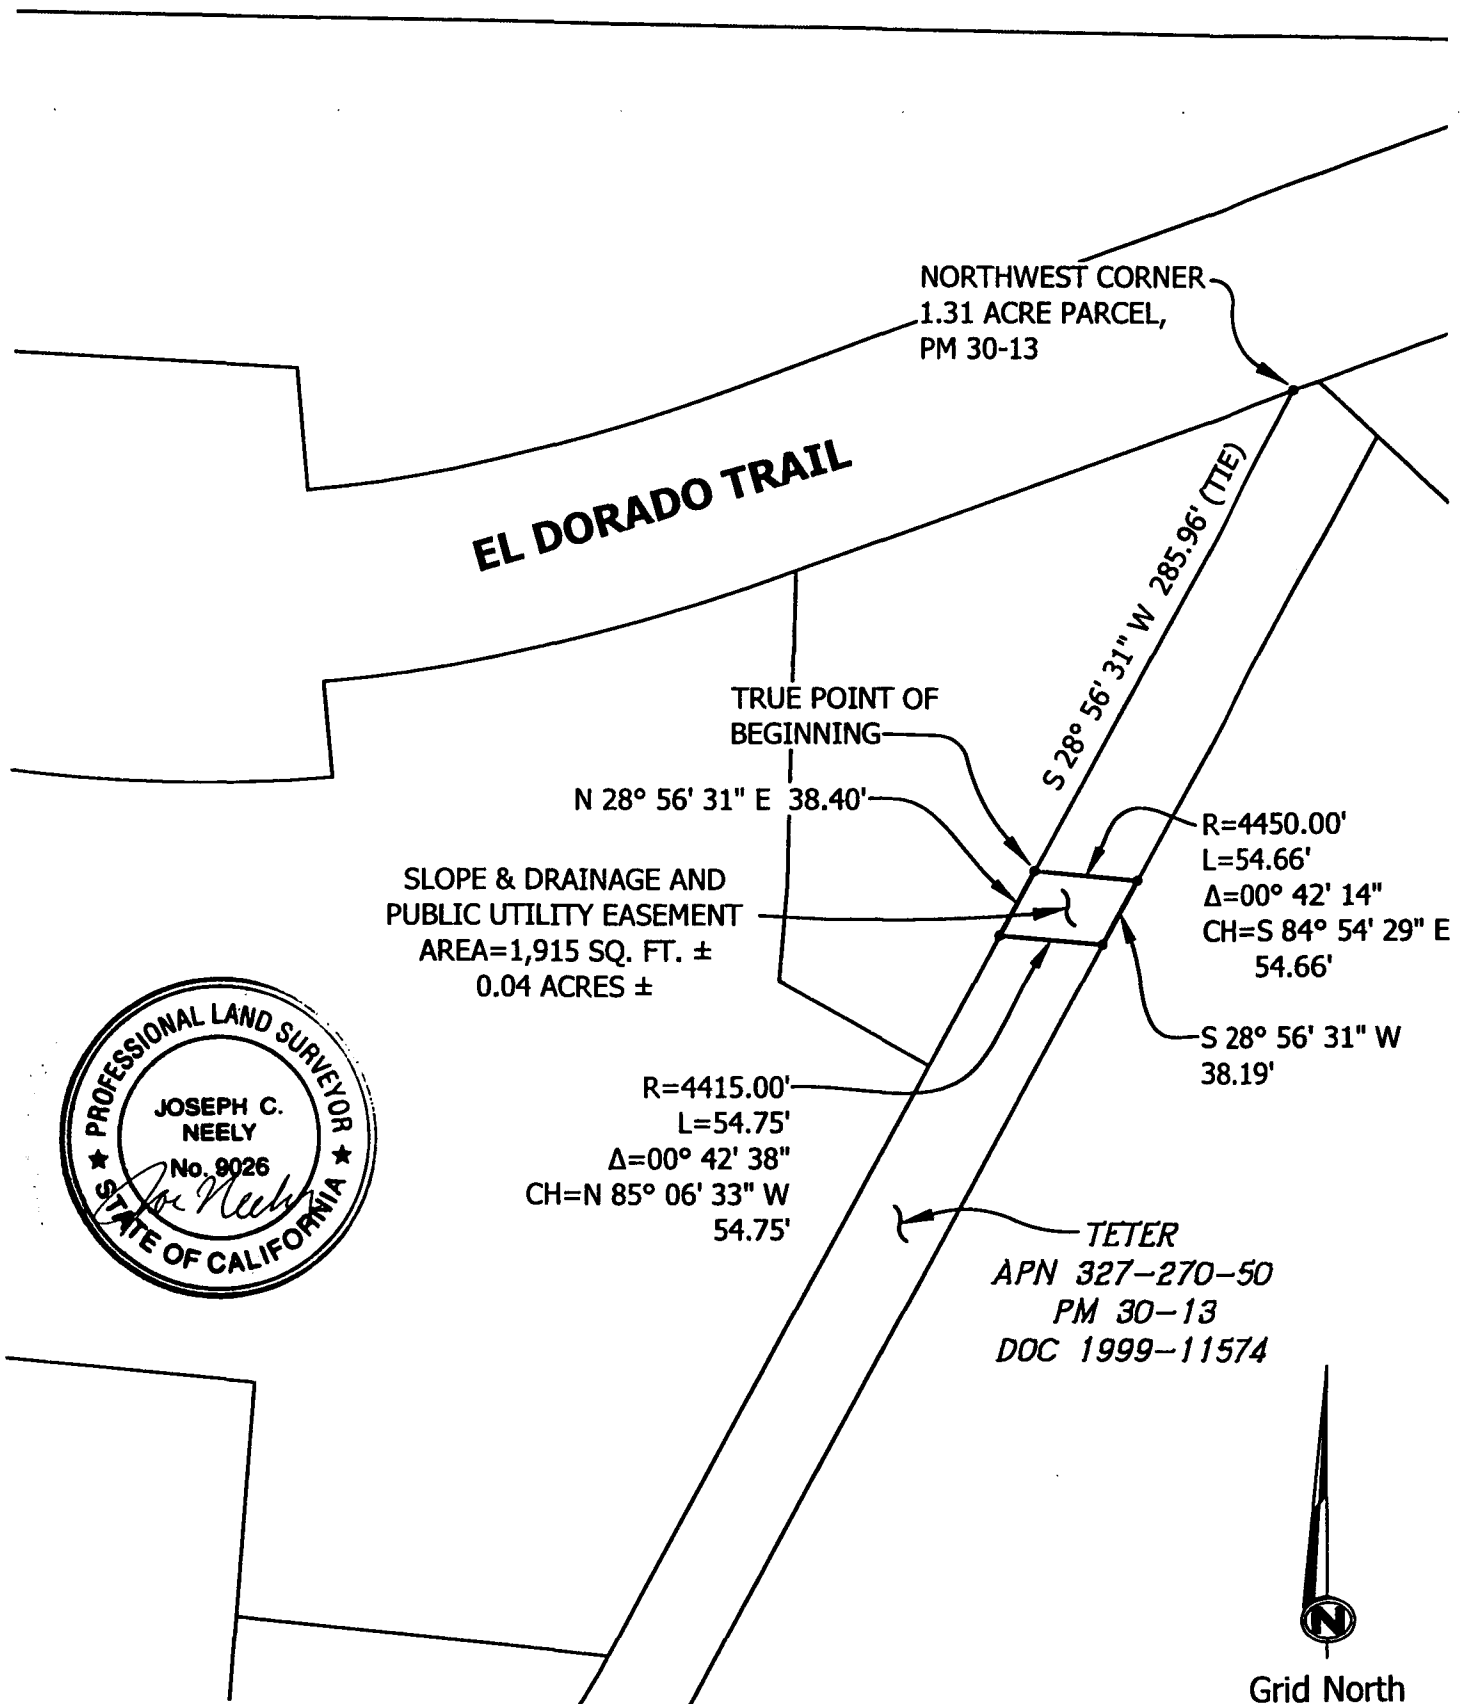 NORTHWEST CORNER
1.31 ACRE PARCEL,
PM 30-13
EL DORADO TRAIL
S 28° 56' 31" W 285.96' (TIE)
TRUE POINT OF
BEGINNING
N 28° 56' 31" E 38.40'
R=4450.00'
L=54.66'
Δ=00° 42' 14"
CH=S 84° 54' 29" E
54.66'
SLOPE & DRAINAGE AND
PUBLIC UTILITY EASEMENT
AREA=1,915 SQ. FT. ±
0.04 ACRES ±
S 28° 56' 31" W
38.19'
R=4415.00'
L=54.75'
Δ=00° 42' 38"
CH=N 85° 06' 33" W
54.75'
PROFESSIONAL LAND SURVEYOR
JOSEPH C.
NEELY
No. 9026
Joe Neely
STATE OF CALIFORNIA
TETER
APN 327-270-50
PM 30-13
DOC 1999-11574
N
Grid North